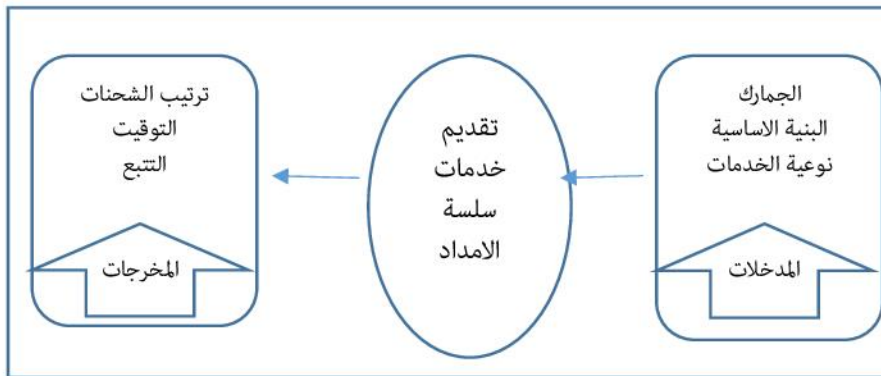 الجمارك
البنية الاساسية
نوعية الخدمات
المدخلات
تقديم
خدمات
سلسة
الامداد
ترتيب الشحنات
التوقيت
التتبع
المخرجات